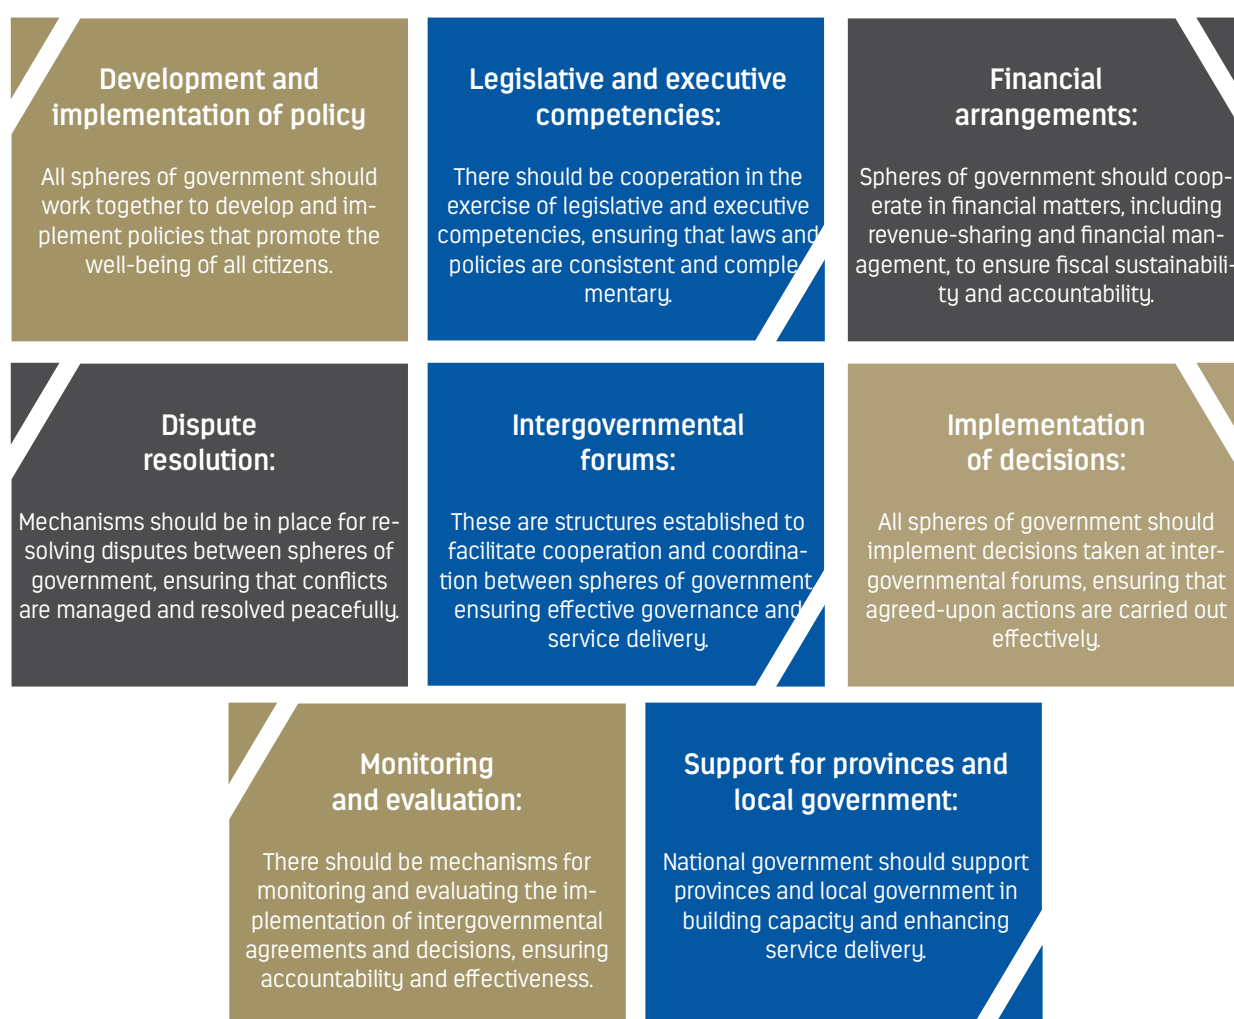 Development and
implementation of policy
All spheres of government should
work together to develop and im-
plement policies that promote the
well-being of all citizens.
Legislative and executive
competencies:
There should be cooperation in the
exercise of legislative and executive
competencies, ensuring that laws and
policies are consistent and comple-
mentary.
Financial
arrangements:
Spheres of government should coop-
erate in financial matters, including
revenue-sharing and financial man-
agement, to ensure fiscal sustainabili-
ty and accountability.
Dispute
resolution:
Mechanisms should be in place for re-
solving disputes between spheres of
government, ensuring that conflicts
are managed and resolved peacefully.
Intergovernmental
forums:
These are structures established to
facilitate cooperation and coordina-
tion between spheres of government,
ensuring effective governance and
service delivery.
Implementation
of decisions:
All spheres of government should
implement decisions taken at inter-
governmental forums, ensuring that
agreed-upon actions are carried out
effectively.
Monitoring
and evaluation:
There should be mechanisms for
monitoring and evaluating the im-
plementation of intergovernmental
agreements and decisions, ensuring
accountability and effectiveness.
Support for provinces and
local government:
National government should support
provinces and local government in
building capacity and enhancing
service delivery.